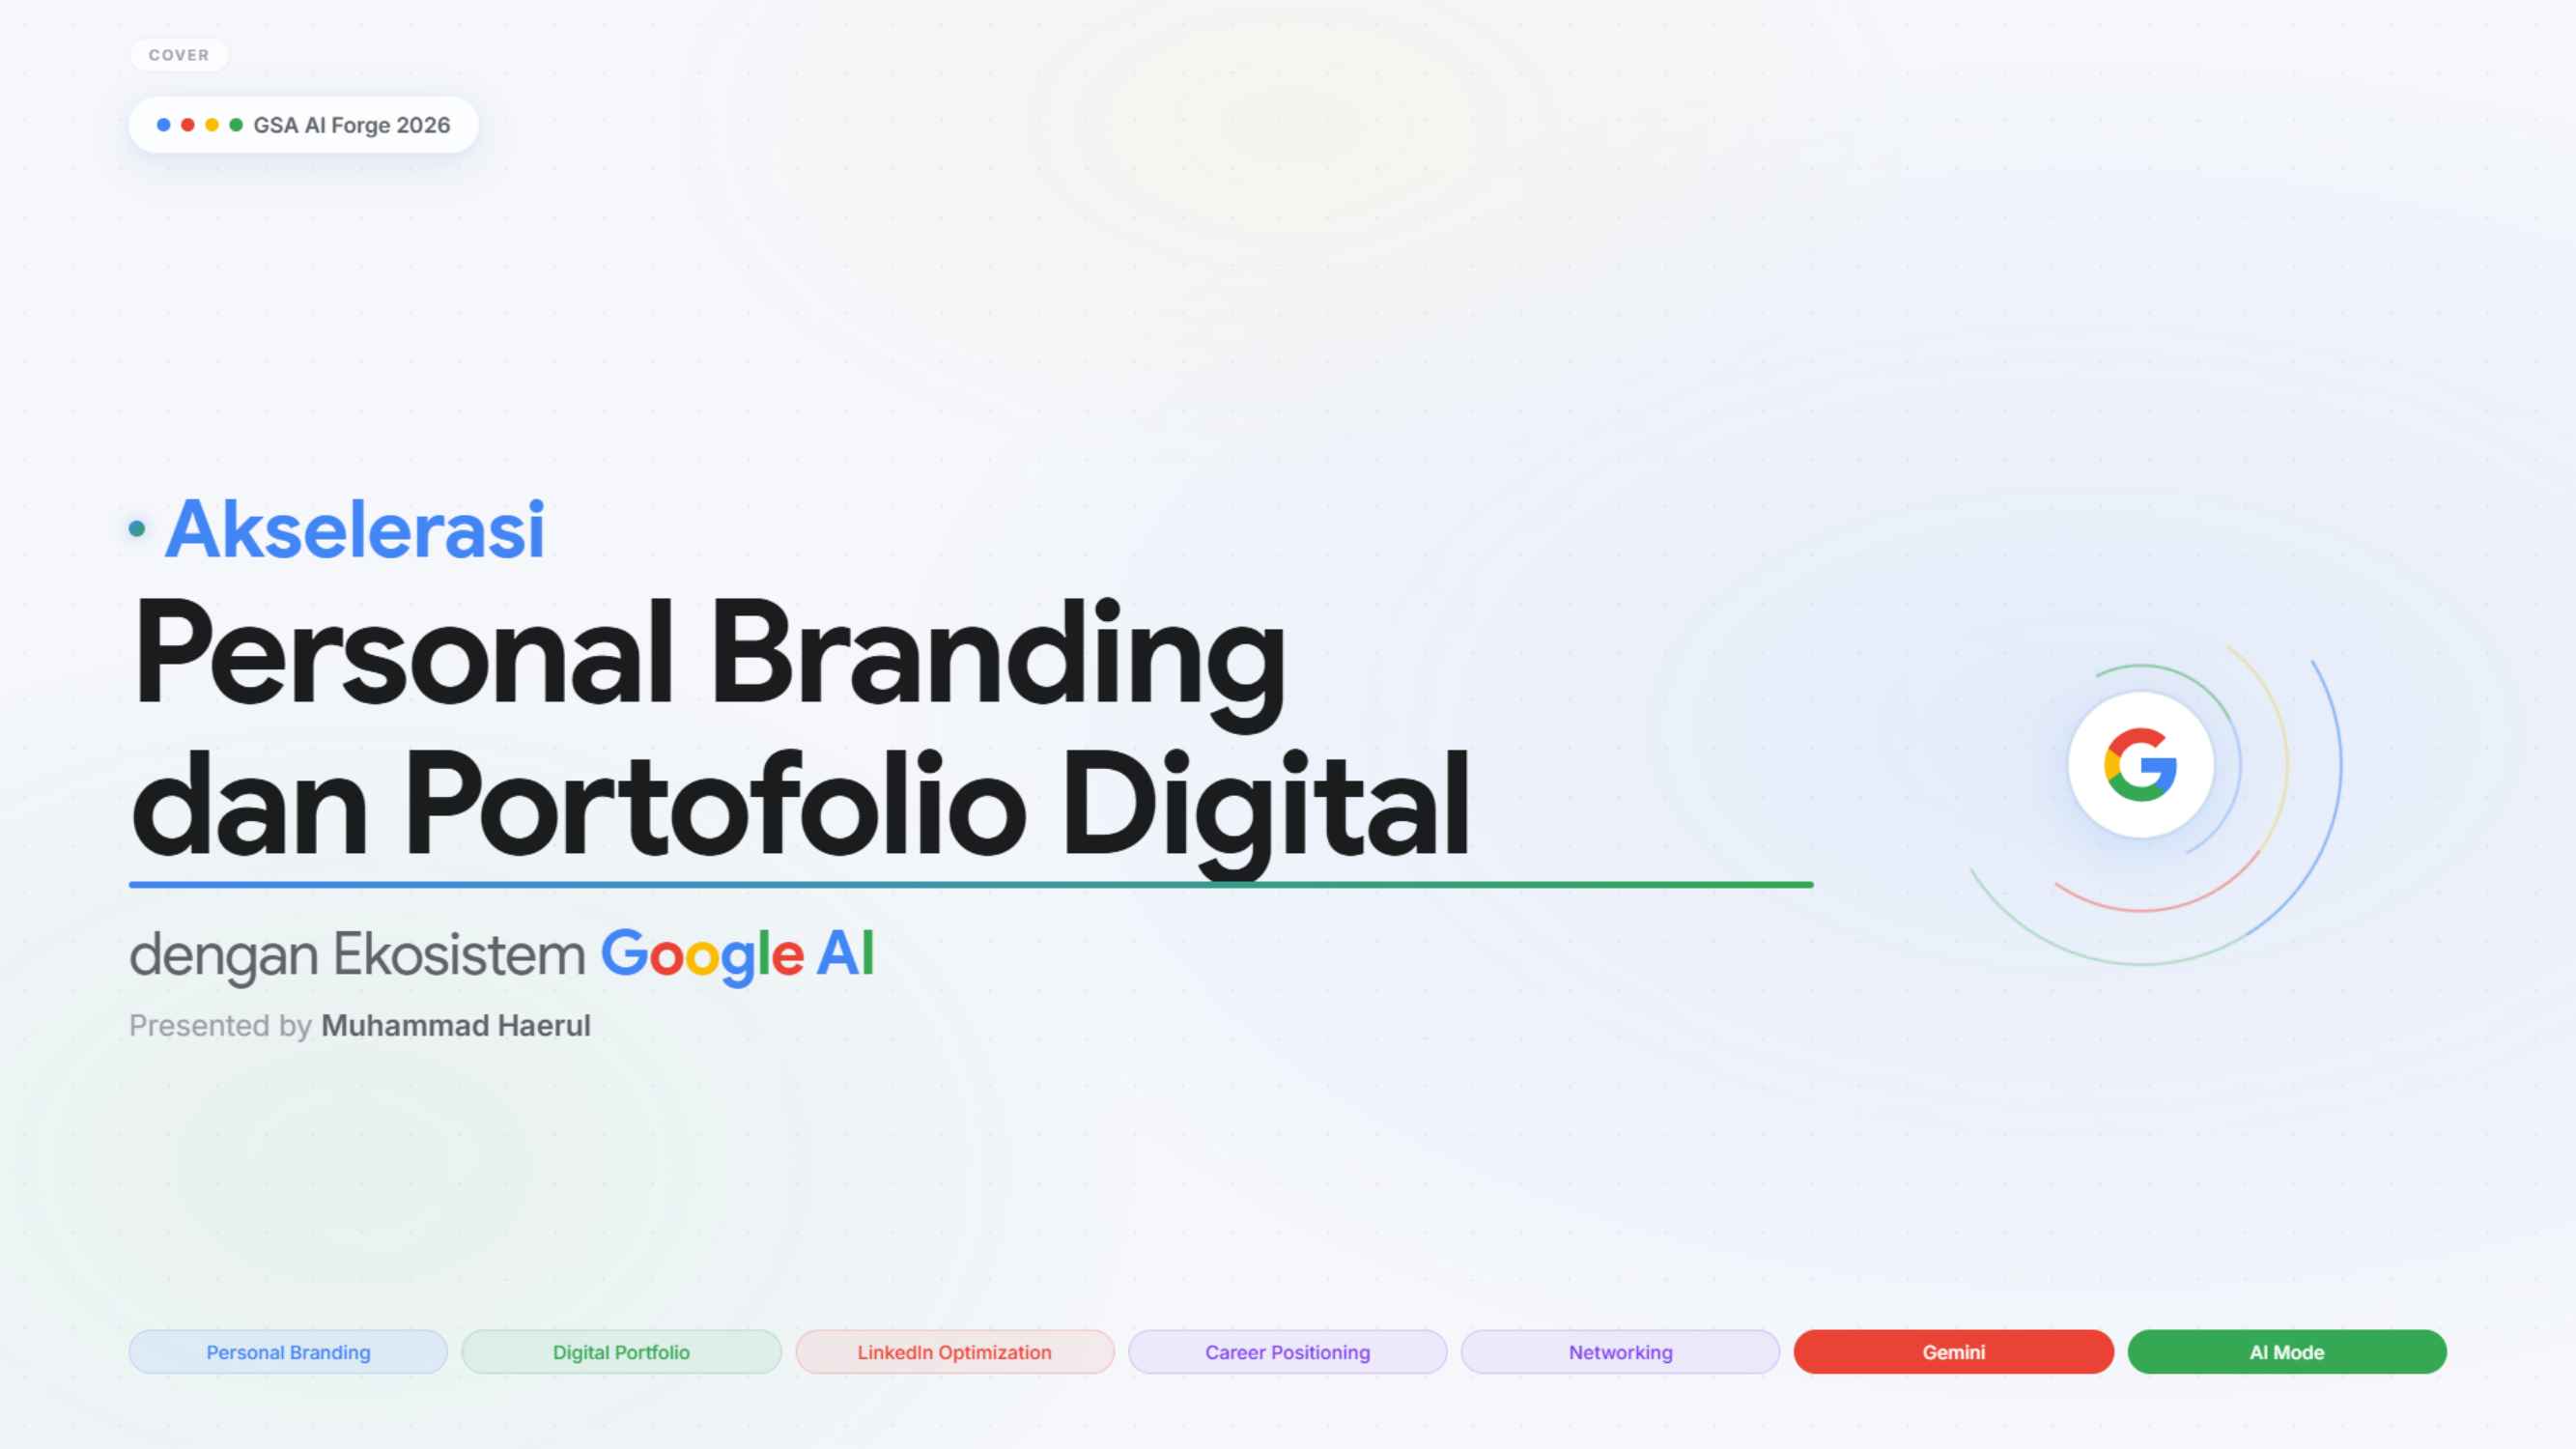 COVER
GSA AI Forge 2026
Akselerasi
Personal Branding
dan Portofolio Digital
dengan Ekosistem Google AI
Presented by Muhammad Haerul
G
Personal Branding
Digital Portfolio
LinkedIn Optimization
Career Positioning
Networking
Gemini
AI Mode